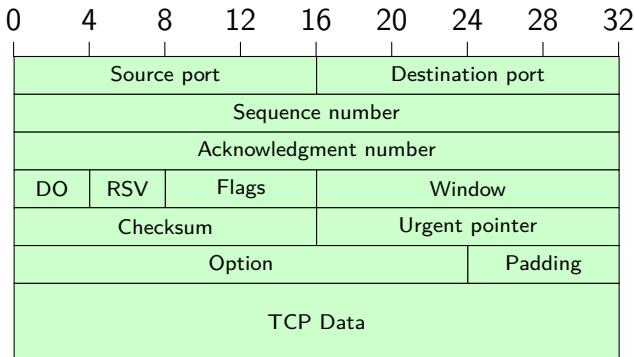 0 4 8 12 16 20 24 28 32
Source port Destination port
Sequence number
Acknowledgment number
DO RSV Flags Window
Checksum Urgent pointer
Option Padding
TCP Data